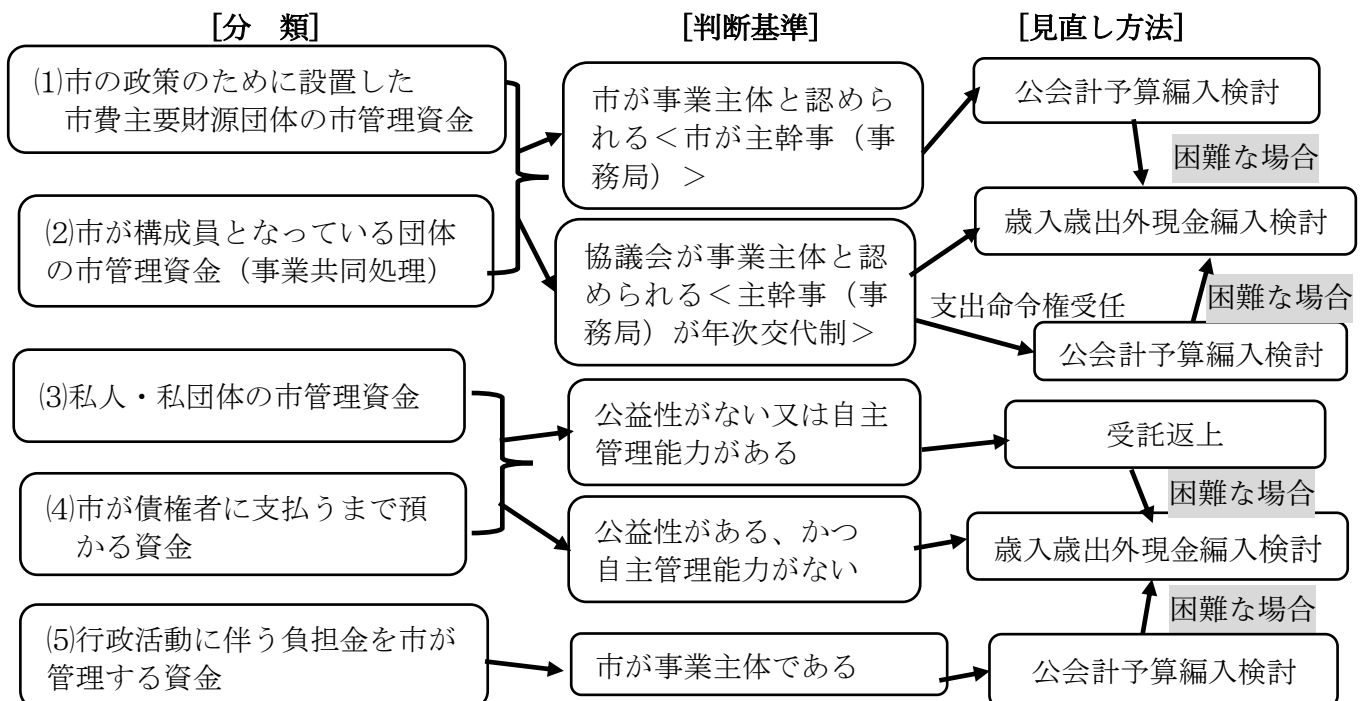 [分　類]
[判断基準]
[見直し方法]
⑴市の政策のために設置した
市費主要財源団体の市管理資金
⑵市が構成員となっている団体
の市管理資金（事業共同処理）
⑶私人・私団体の市管理資金
⑷市が債権者に支払うまで預
かる資金
⑸行政活動に伴う負担金を市が
管理する資金
市が事業主体と認めら
れる＜市が主幹事（事
務局）＞
協議会が事業主体と認
められる＜主幹事（事
務局）が年次交代制＞
公益性がない又は自主
管理能力がある
公益性がある、かつ
自主管理能力がない
市が事業主体である
公会計予算編入検討
困難な場合
歳入歳出外現金編入検討
困難な場合
支出命令権受任
公会計予算編入検討
受託返上
困難な場合
歳入歳出外現金編入検討
困難な場合
公会計予算編入検討